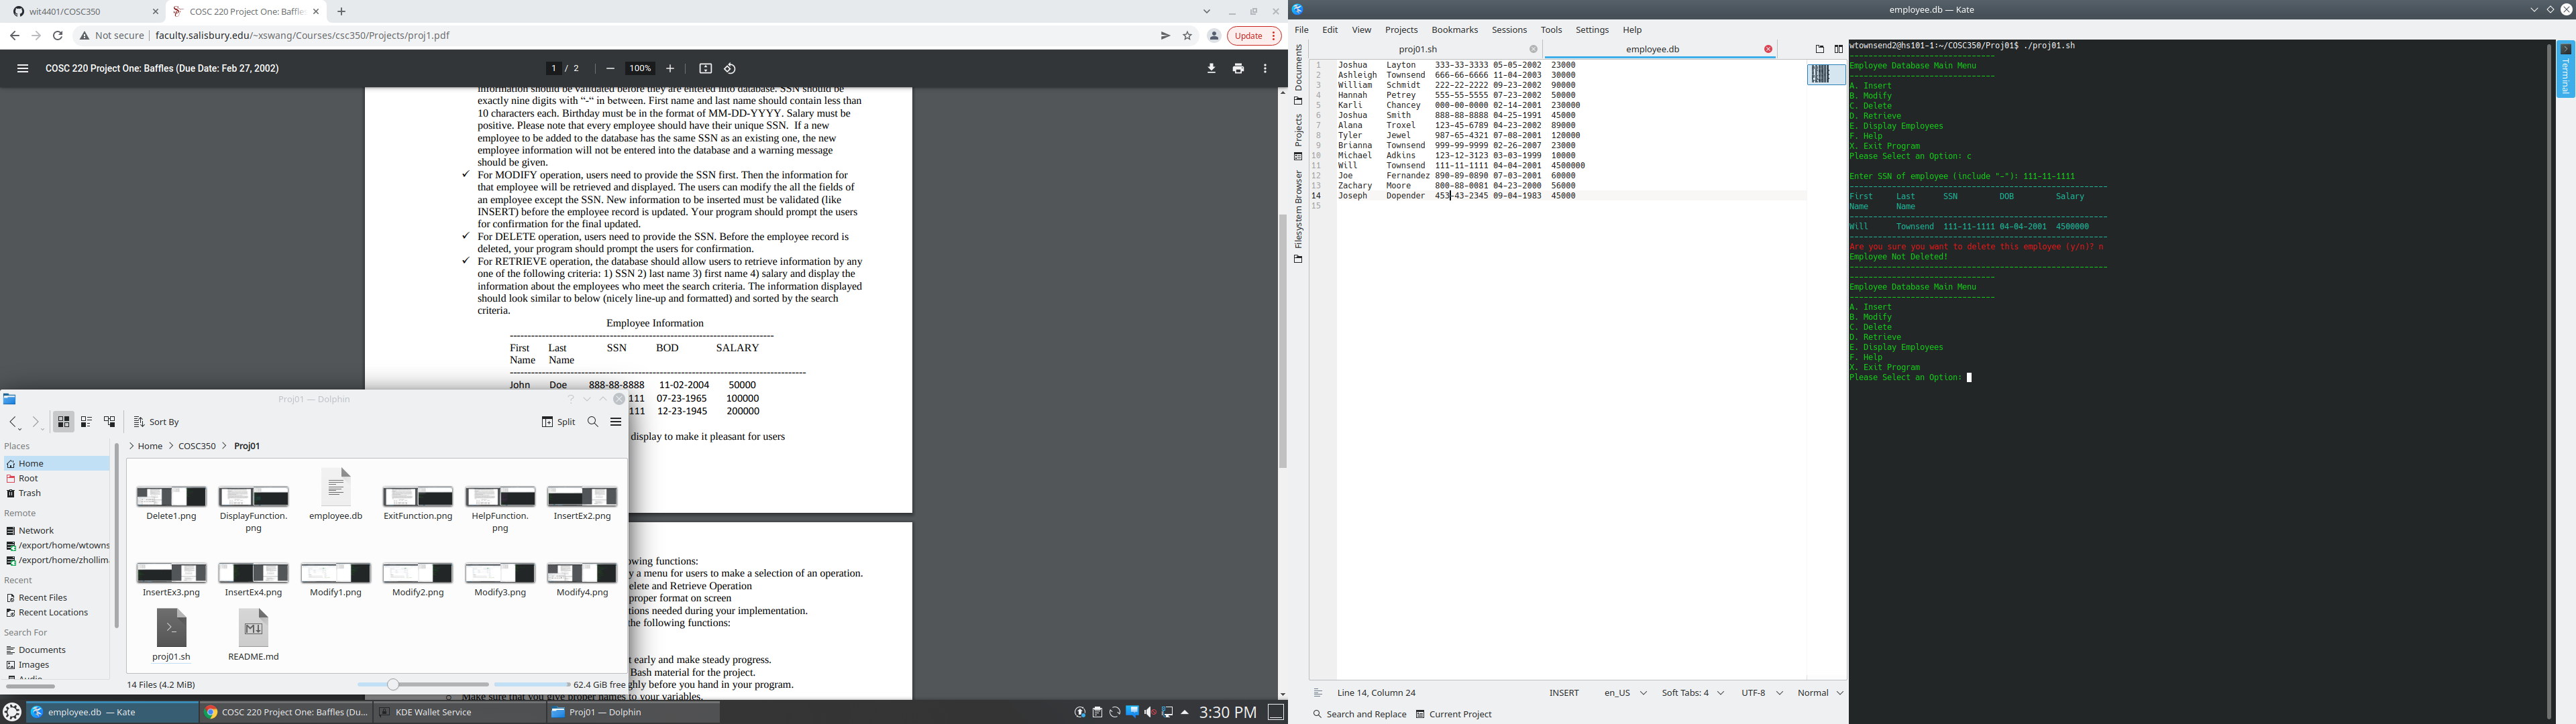 wit4401/COSC350
COSC 220 Project One: Baffles
Not secure
faculty.salisbury.edu/~xswang/Courses/csc350/Projects/proj1.pdf
Update
COSC 220 Project One: Baffles (Due Date: Feb 27, 2002)
1 / 2
100%
information should be validated before they are entered into database. SSN should be
exactly nine digits with "-" in between. First name and last name should contain less than
10 characters each. Birthday must be in the format of MM-DD-YYYY. Salary must be
positive. Please note that every employee should have their unique SSN. If a new
employee to be added to the database has the same SSN as an existing one, the new
employee information will not be entered into the database and a warning message
should be given.
✓ For MODIFY operation, users need to provide the SSN first. Then the information for
that employee will be retrieved and displayed. The users can modify the all the fields of
an employee except the SSN. New information to be inserted must be validated (like
INSERT) before the employee record is updated. Your program should prompt the users
for confirmation for the final updated.
✓ For DELETE operation, users need to provide the SSN. Before the employee record is
deleted, your program should prompt the users for confirmation.
✓ For RETRIEVE operation, the database should allow users to retrieve information by any
one of the following criteria: 1) SSN 2) last name 3) first name 4) salary and display the
information about the employees who meet the search criteria. The information displayed
should look similar to below (nicely line-up and formatted) and sorted by the search
criteria.
Employee Information
First Last SSN BOD SALARY
Name Name
John Doe 888-88-8888 11-02-2004 50000
111 07-23-1965 100000
111 12-23-1945 200000
display to make it pleasant for users
owing functions:
y a menu for users to make a selection of an operation.
elete and Retrieve Operation
proper format on screen
tions needed during your implementation.
the following functions:
t early and make steady progress.
Bash material for the project.
ghly before you hand in your program.
Make sure that you give proper names to your variables.
Proj01 — Dolphin
Sort By
Split
Places
Home
Root
Trash
Remote
Network
/export/home/wtowns
/export/home/zhollim
Recent
Recent Files
Recent Locations
Search For
Documents
Images
Audio
Home > COSC350 > Proj01
Delete1.png
DisplayFunction.
png
employee.db
ExitFunction.png
HelpFunction.
png
InsertEx2.png
InsertEx3.png
InsertEx4.png
Modify1.png
Modify2.png
Modify3.png
Modify4.png
proj01.sh
README.md
14 Files (4.2 MiB)
62.4 GiB free
employee.db — Kate
COSC 220 Project One: Baffles (Du...
KDE Wallet Service
Proj01 — Dolphin
3:30 PM
employee.db — Kate
File Edit View Projects Bookmarks Sessions Tools Settings Help
Documents
Projects
Filesystem Browser
proj01.sh
employee.db
1 Joshua Layton 333-33-3333 05-05-2002 23000
2 Ashleigh Townsend 666-66-6666 11-04-2003 30000
3 William Schmidt 222-22-2222 09-23-2002 90000
4 Hannah Petrey 555-55-5555 07-23-2002 50000
5 Karli Chancey 000-00-0000 02-14-2001 230000
6 Joshua Smith 888-88-8888 04-25-1991 45000
7 Alana Troxel 123-45-6789 04-23-2002 89000
8 Tyler Jewel 987-65-4321 07-08-2001 120000
9 Brianna Townsend 999-99-9999 02-26-2007 23000
10 Michael Adkins 123-12-3123 03-03-1999 10000
11 Will Townsend 111-11-1111 04-04-2001 4500000
12 Joe Fernandez 890-89-0890 07-03-2001 60000
13 Zachary Moore 800-88-0081 04-23-2000 56000
14 Joseph Dopender 453-43-2345 09-04-1983 45000
15
Line 14, Column 24
INSERT
en_US
Soft Tabs: 4
UTF-8
Normal
Search and Replace
Current Project
Terminal
wtownsend2@hs101-1:~/COSC350/Proj01$ ./proj01.sh
------------------------------
Employee Database Main Menu
------------------------------
A. Insert
B. Modify
C. Delete
D. Retrieve
E. Display Employees
F. Help
X. Exit Program
Please Select an Option: c
Enter SSN of employee (include "-"): 111-11-1111
First Last SSN DOB Salary
Name Name
Will Townsend 111-11-1111 04-04-2001 4500000
Are you sure you want to delete this employee (y/n)? n
Employee Not Deleted!
------------------------------
Employee Database Main Menu
------------------------------
A. Insert
B. Modify
C. Delete
D. Retrieve
E. Display Employees
F. Help
X. Exit Program
Please Select an Option: